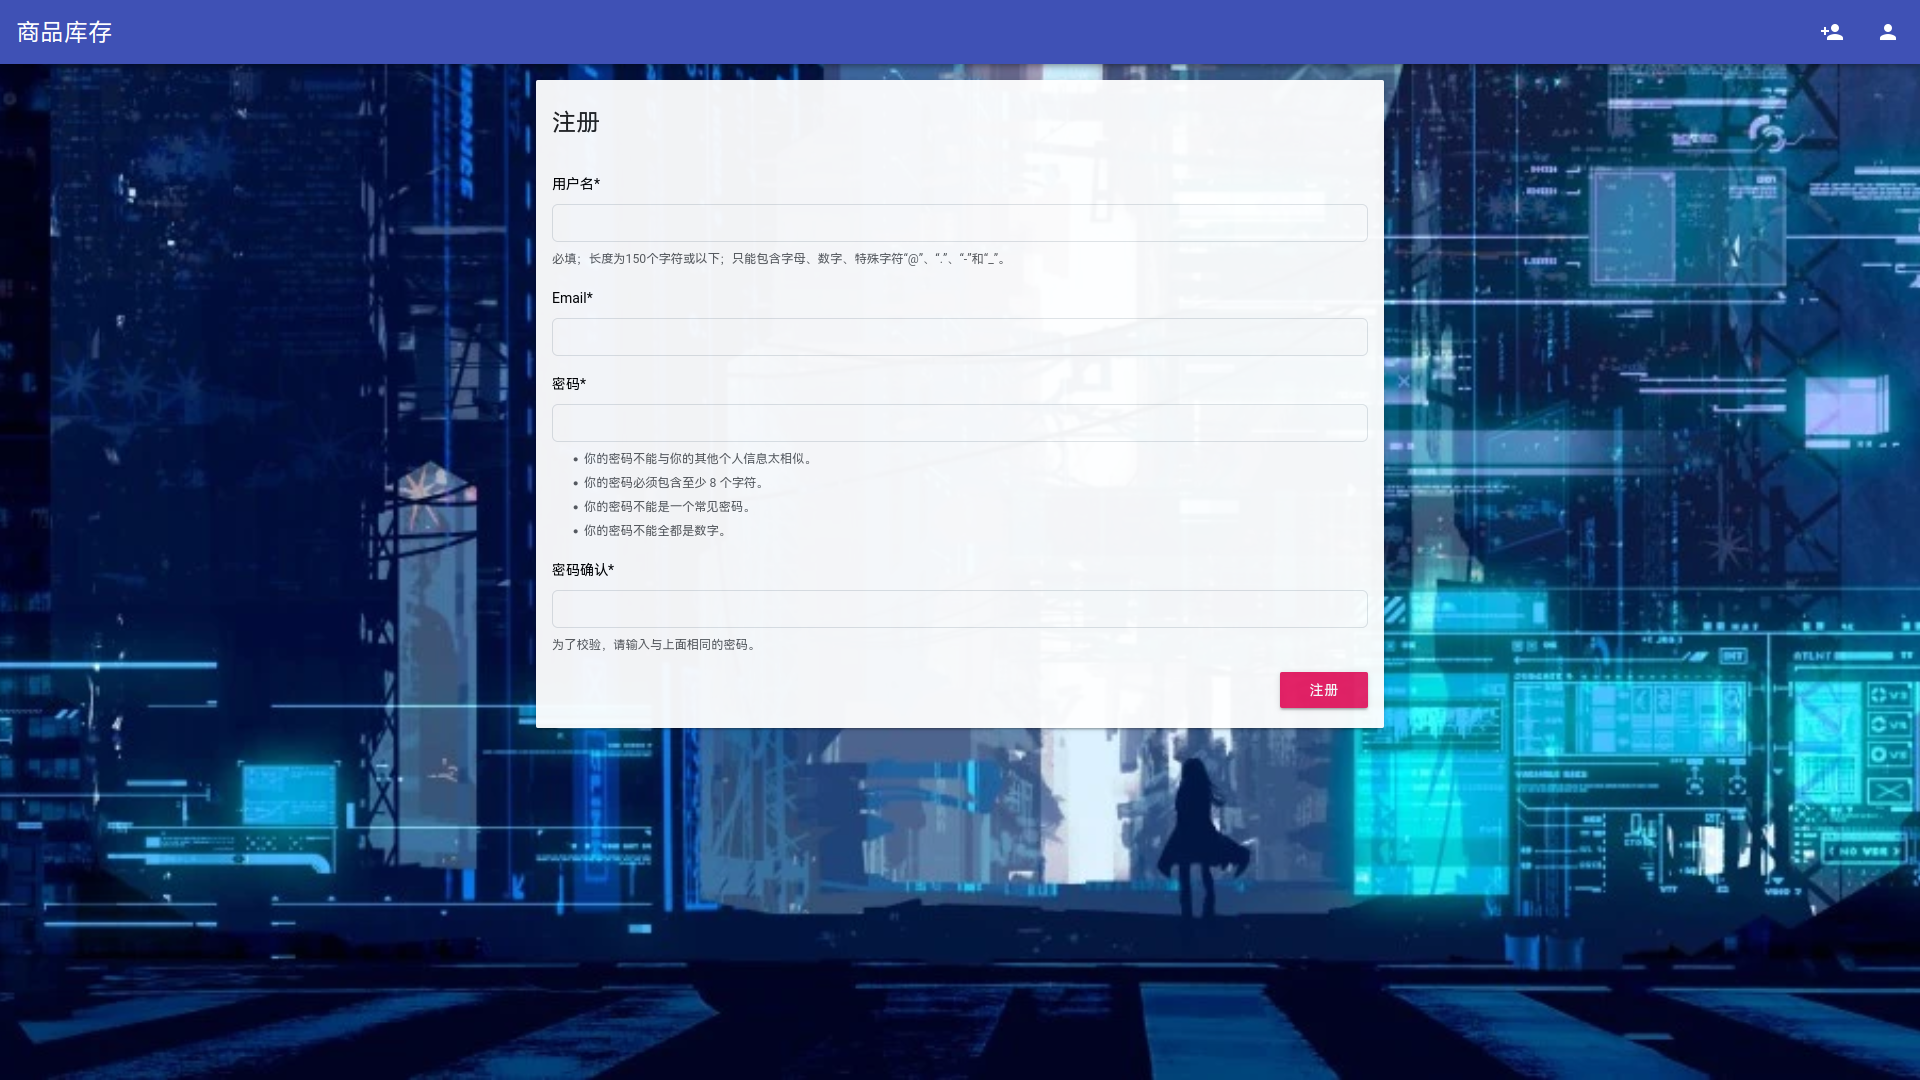 商品库存
注册
用户名*
必填；长度为150个字符或以下；只能包含字母、数字、特殊字符“@”、“.”、“-”和“_”。
Email*
密码*
• 你的密码不能与你的其他个人信息太相似。
• 你的密码必须包含至少 8 个字符。
• 你的密码不能是一个常见密码。
• 你的密码不能全都是数字。
密码确认*
为了校验，请输入与上面相同的密码。
注册